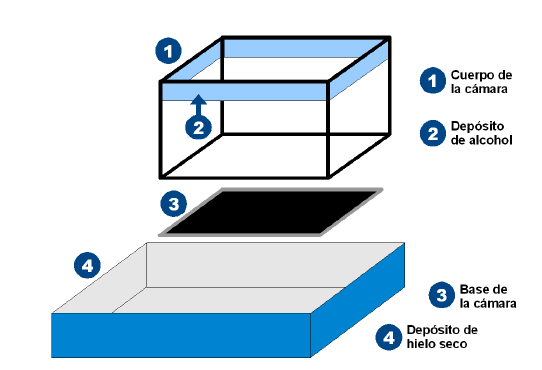 1
1 Cuerpo de
la cámara
2
2 Depósito
de alcohol
3
4
3 Base de
la cámara
4 Depósito de
hielo seco